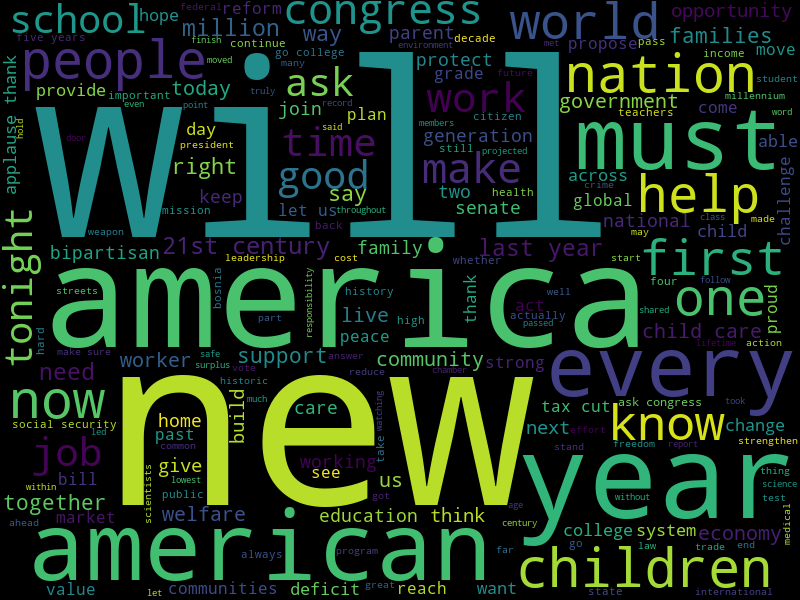 federal reform
school hope million congress world opportunity
five years way parent decade families
finish continue go college many environment met propose pass income move
people moved protect nation
applause thank provide important today ask grade work government student
even truly join plan citizen across teachers millennium
hold day point record future come word
will
president time said members generation still must able
door right good make projected challenge
keep say two health crime global help
mission let us throughout senate national class made
weapon back may child
bipartisan 21st century family last year first
tonight leadership cost whether start
america
streets bosnia responsibility history thank act four shared follow proud
part live high actually well one
hard peace passed child care action
make sure safe answer community strong every lifetime
worker support surplus vote chamber
need historic reduce
now much care take watching tax cut ask congress took
new
social security home build next know change
led past common working effort report strengthen
job give see us stand freedom thing
bill scientists lowest got without science
within public age year test
together market welfare education think college system economy medical
ahead century go law trade end
american always program far children
value communities deficit great reach want state international
let